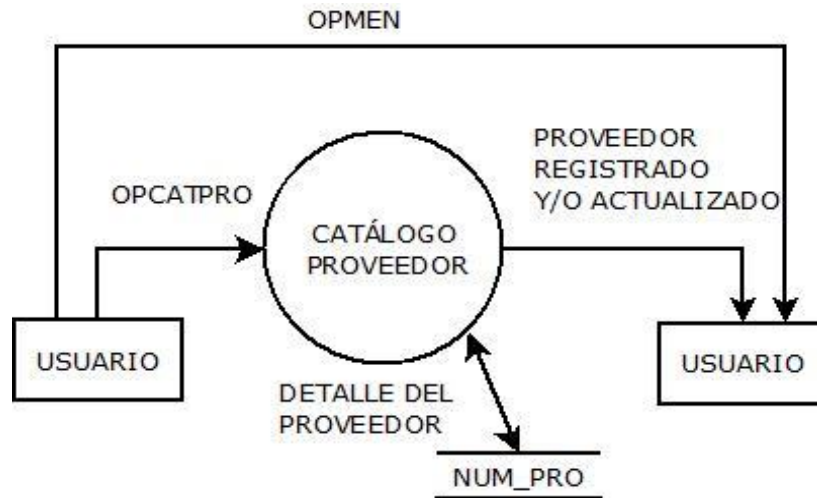 OPMEN
PROVEEDOR
REGISTRADO
Y/O ACTUALIZADO
OPCATPRO
CATÁLOGO
PROVEEDOR
USUARIO
USUARIO
DETALLE DEL
PROVEEDOR
NUM_PRO